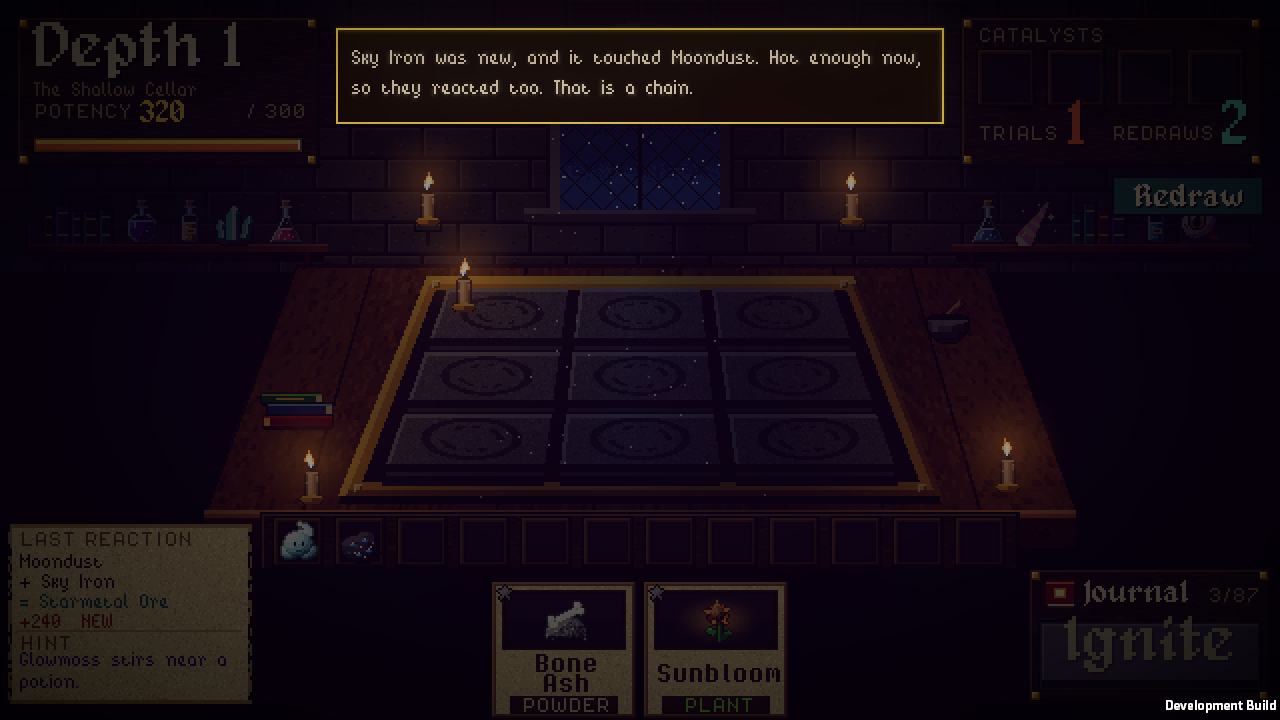 Depth 1
The Shallow Cellar
POTENCY 320 / 300
Sky Iron was new, and it touched Moondust. Hot enough now,
so they reacted too. That is a chain.
CATALYSTS
TRIALS 1 REDRAWS 2
Redraw
LAST REACTION
Moondust
+ Sky Iron
= Starmetal Ore
+240 NEW
HINT
Glowmoss stirs near a
potion.
Bone
Ash
POWDER
Sunbloom
PLANT
Journal 3/87
Ignite
Development Build